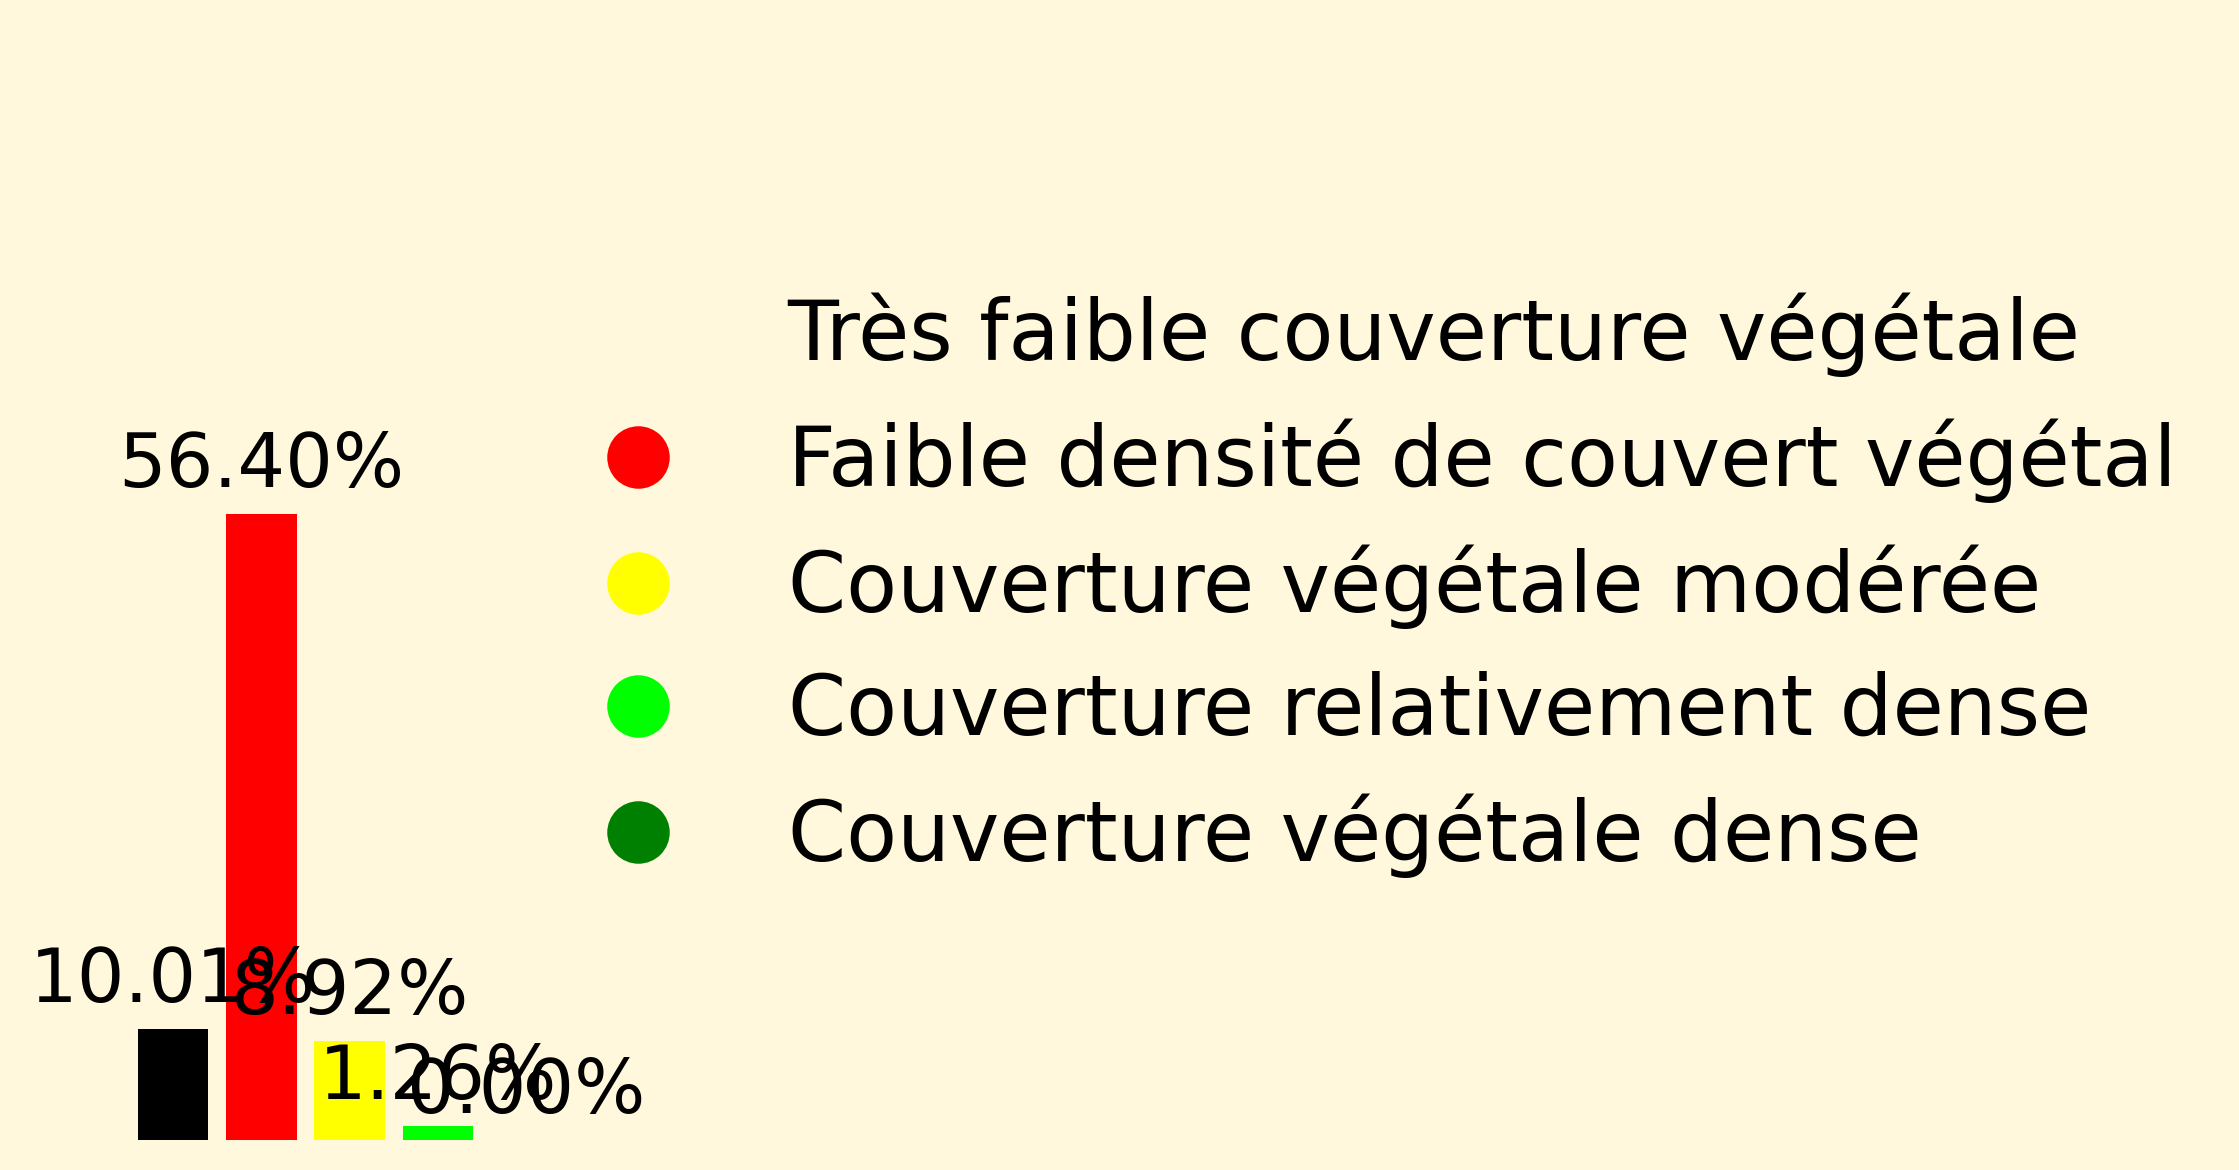 Très faible couverture végétale
Faible densité de couvert végétal
Couverture végétale modérée
Couverture relativement dense
Couverture végétale dense
56.40%
10.01%
8.92%
1.26%
0.00%